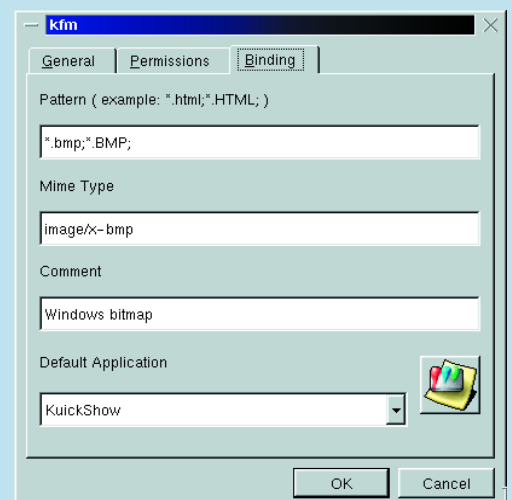 kfm
General Permissions Binding
Pattern ( example: *.html;*.HTML; )
*.bmp;*.BMP;
Mime Type
image/x-bmp
Comment
Windows bitmap
Default Application
KuickShow
OK Cancel